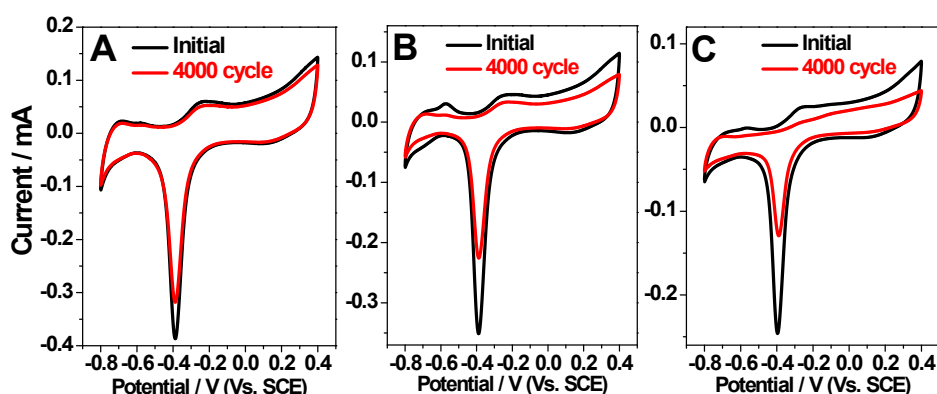 A
Initial
4000 cycle
B
Initial
4000 cycle
C
Initial
4000 cycle
Current / mA
0.2
0.1
0.0
-0.1
-0.2
-0.3
-0.4
0.1
0.0
-0.1
-0.2
-0.3
0.1
0.0
-0.1
-0.2
-0.8 -0.6 -0.4 -0.2 0.0 0.2 0.4
-0.8 -0.6 -0.4 -0.2 0.0 0.2 0.4
-0.8 -0.6 -0.4 -0.2 0.0 0.2 0.4
Potential / V (Vs. SCE)
Potential / V (Vs. SCE)
Potential / V (Vs. SCE)